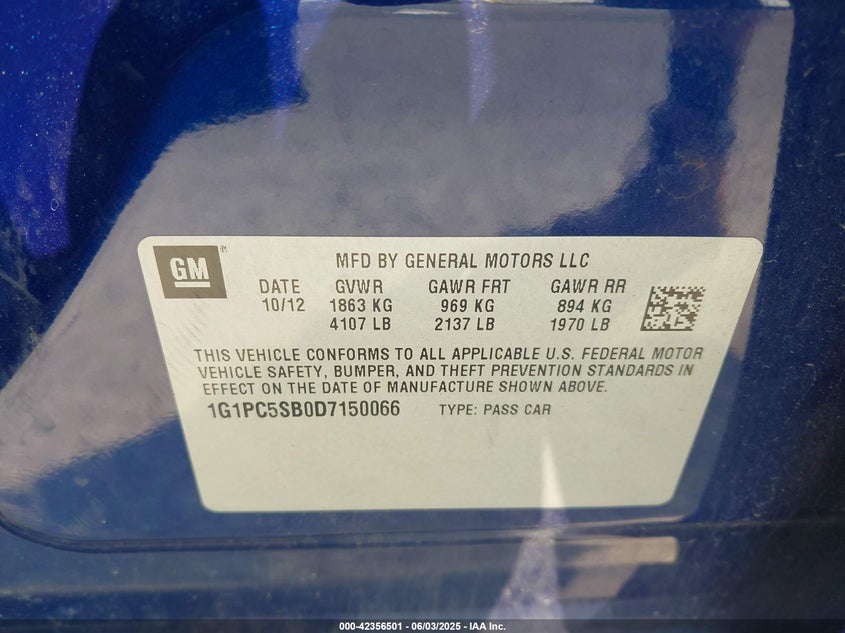 GM®
MFD BY GENERAL MOTORS LLC
DATE GVWR GAWR FRT GAWR RR
10/12 1863 KG 969 KG 894 KG
4107 LB 2137 LB 1970 LB
THIS VEHICLE CONFORMS TO ALL APPLICABLE U.S. FEDERAL MOTOR
VEHICLE SAFETY, BUMPER, AND THEFT PREVENTION STANDARDS IN
EFFECT ON THE DATE OF MANUFACTURE SHOWN ABOVE.
1G1PC5SB0D7150066 TYPE: PASS CAR
000-42356501 - 06/03/2025 - IAA Inc.